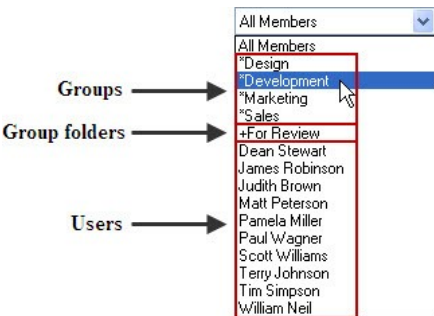 All Members
All Members
*Design
*Development
Groups
*Marketing
*Sales
Group folders
+For Review
Dean Stewart
James Robinson
Judith Brown
Matt Peterson
Users
Pamela Miller
Paul Wagner
Scott Williams
Terry Johnson
Tim Simpson
William Neil